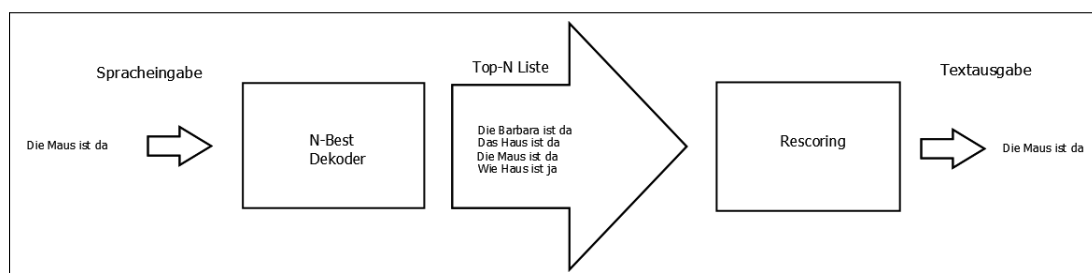 Spracheingabe
Die Maus ist da
N-Best
Dekoder
Top-N Liste
Die Barbara ist da
Das Haus ist da
Die Maus ist da
Wie Haus ist ja
Rescoring
Textausgabe
Die Maus ist da